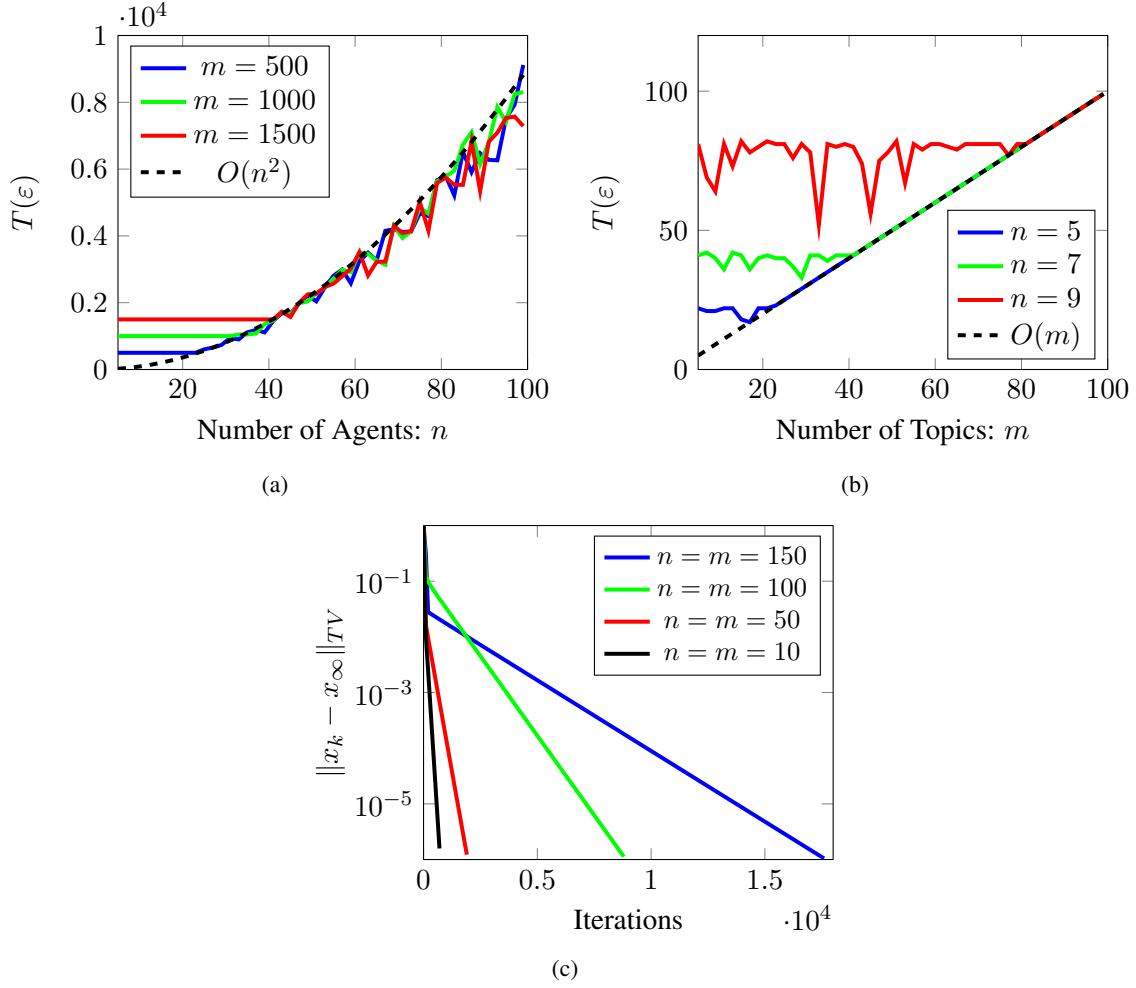 ·10^4
1
0.8
0.6
0.4
0.2
0
T(ε)
m = 500
m = 1000
m = 1500
O(n^2)
20 40 60 80 100
Number of Agents: n
(a)
100
50
0
T(ε)
n = 5
n = 7
n = 9
O(m)
20 40 60 80 100
Number of Topics: m
(b)
10^−1
10^−3
10^−5
||x_k − x_∞||_TV
n = m = 150
n = m = 100
n = m = 50
n = m = 10
0 0.5 1 1.5
Iterations ·10^4
(c)